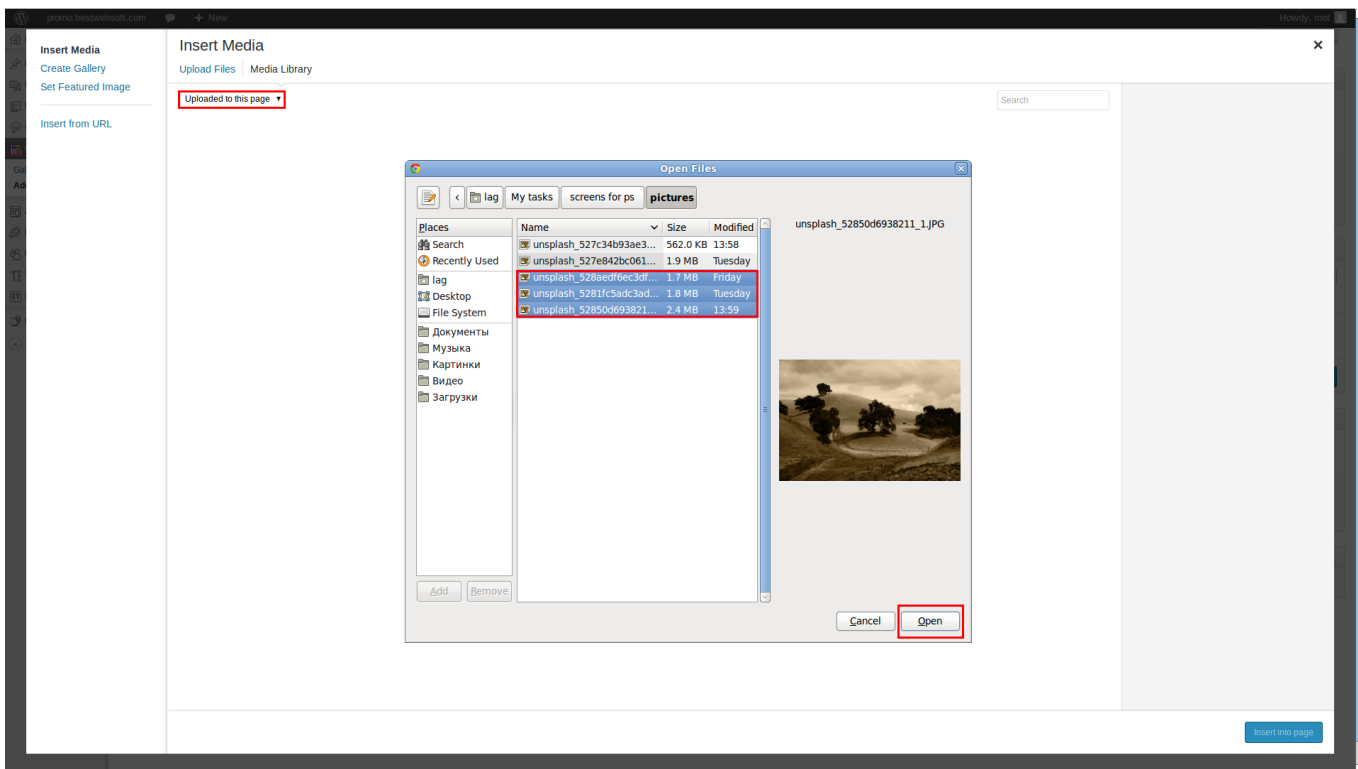 promo.bestwebsoft.com + New Howdy, root
Insert Media
Create Gallery
Set Featured Image
Insert from URL
Insert Media
Upload Files Media Library
Uploaded to this page
Search
Open Files
lag My tasks screens for ps pictures
Places
Search
Recently Used
lag
Desktop
File System
Документы
Музыка
Картинки
Видео
Загрузки
Add Remove
Name Size Modified
unsplash_527c34b93ae3... 562.0 KB 13:58
unsplash_527e842bc061... 1.9 MB Tuesday
unsplash_528aedf6ec3df... 1.7 MB Friday
unsplash_5281fc5adc3ad... 1.8 MB Tuesday
unsplash_52850d693821... 2.4 MB 13:59
unsplash_52850d6938211_1.JPG
Cancel Open
Insert into page